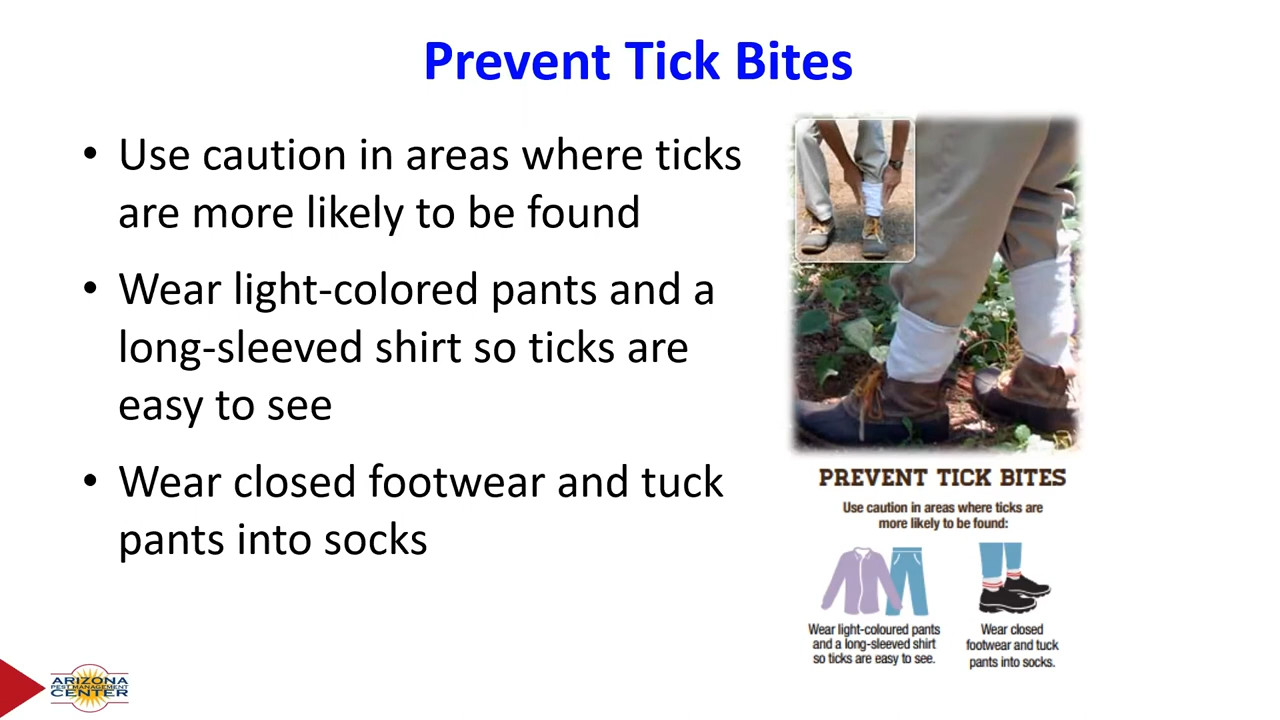 Prevent Tick Bites
• Use caution in areas where ticks
are more likely to be found
• Wear light-colored pants and a
long-sleeved shirt so ticks are
easy to see
• Wear closed footwear and tuck
pants into socks
PREVENT TICK BITES
Use caution in areas where ticks are
more likely to be found:
Wear light-coloured pants
and a long-sleeved shirt
so ticks are easy to see.
Wear closed
footwear and tuck
pants into socks.
ARIZONA
PEST MANAGEMENT
CENTER